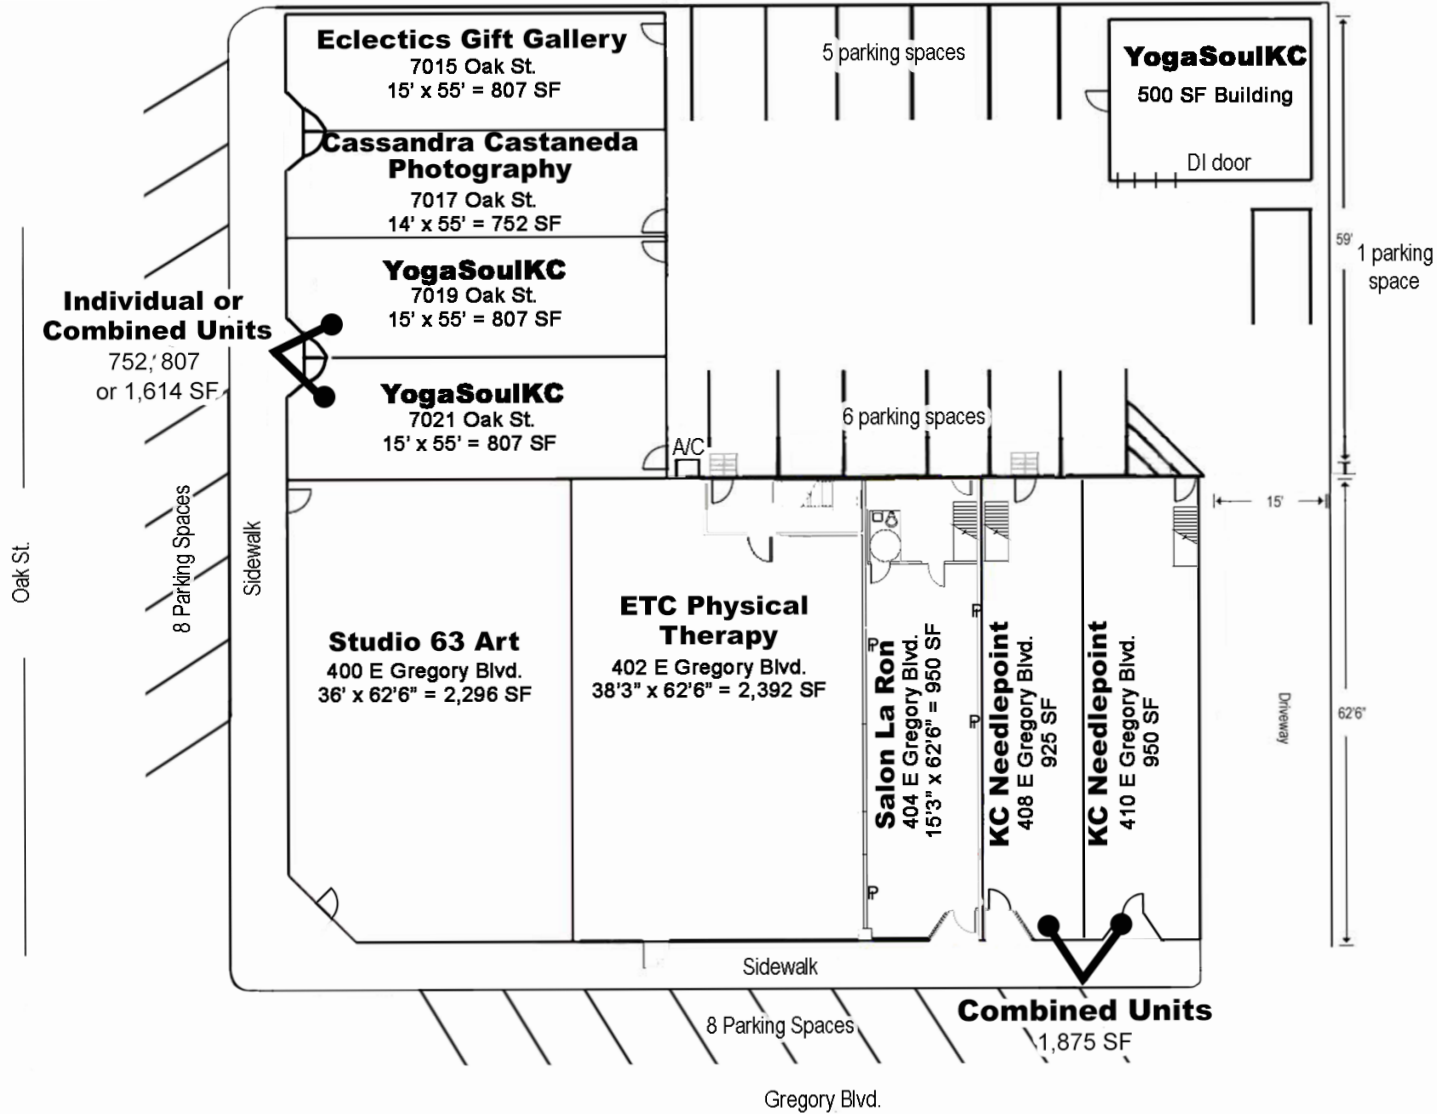 Eclectics Gift Gallery
7015 Oak St.
15' x 55' = 807 SF
5 parking spaces
YogaSoulKC
500 SF Building
DI door
Cassandra Castaneda
Photography
7017 Oak St.
14' x 55' = 752 SF
59'
1 parking
space
YogaSoulKC
7019 Oak St.
15' x 55' = 807 SF
Individual or
Combined Units
752, 807
or 1,614 SF
YogaSoulKC
7021 Oak St.
15' x 55' = 807 SF
6 parking spaces
A/C
15'
Oak St.
8 Parking Spaces
Sidewalk
Studio 63 Art
400 E Gregory Blvd.
36' x 62'6" = 2,296 SF
ETC Physical
Therapy
402 E Gregory Blvd.
38'3" x 62'6" = 2,392 SF
Salon La Ron
404 E Gregory Blvd.
15'3" x 62'6" = 950 SF
KC Needlepoint
408 E Gregory Blvd.
925 SF
KC Needlepoint
410 E Gregory Blvd.
950 SF
Driveway
62'6"
Sidewalk
8 Parking Spaces
Combined Units
1,875 SF
Gregory Blvd.